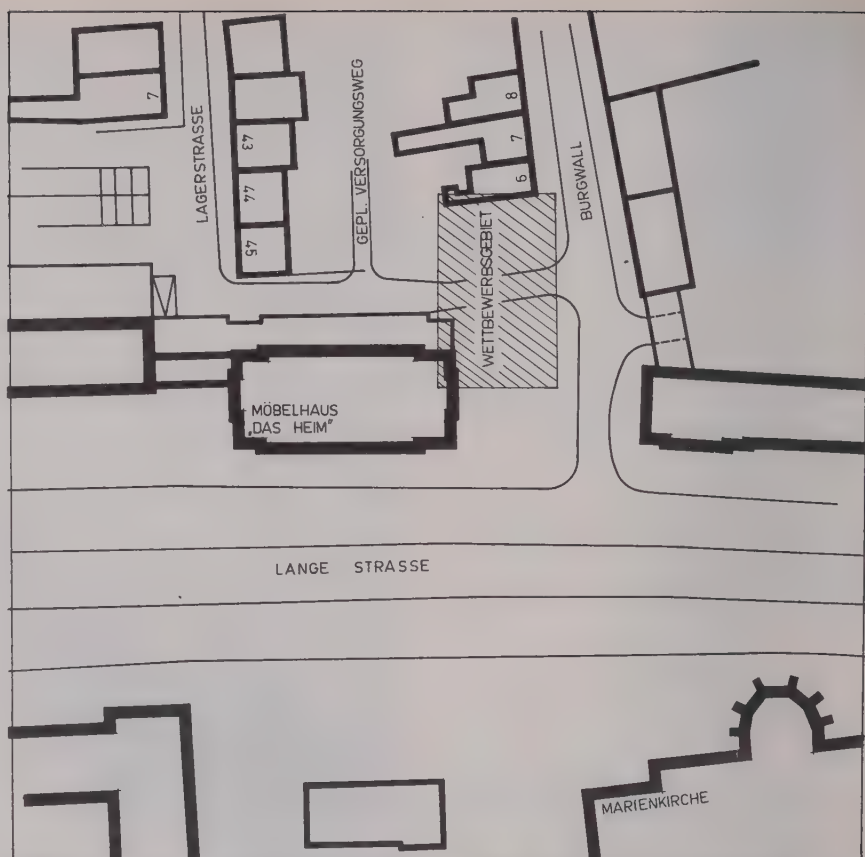 7
LAGERSTRASSE
43
44
45
GEPL. VERSORGUNGSWEG
8
7
6
BURGWALL
WETTBEWERBSGEBIET
MÖBELHAUS
„DAS HEIM"
LANGE STRASSE
MARIENKIRCHE